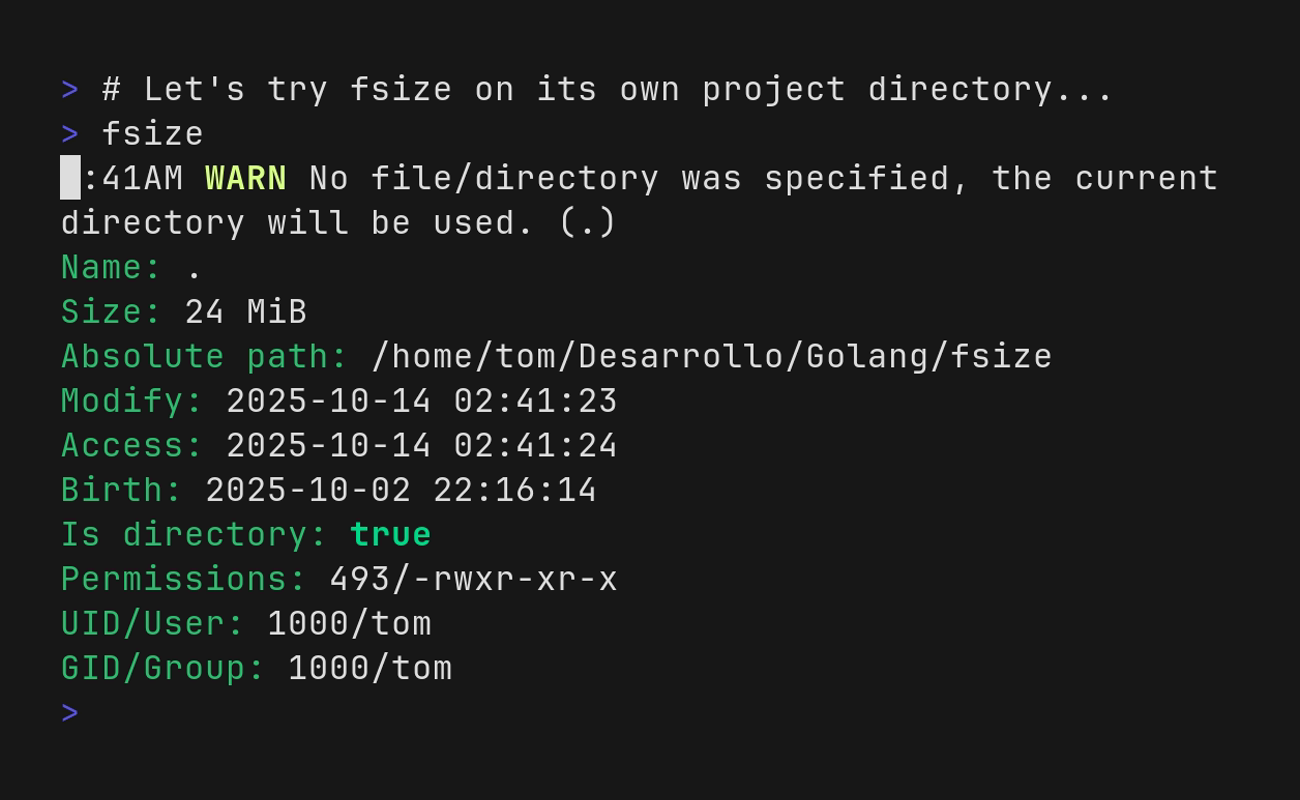 > # Let's try fsize on its own project directory...
> fsize
:41AM WARN No file/directory was specified, the current
directory will be used. (.)
Name: .
Size: 24 MiB
Absolute path: /home/tom/Desarrollo/Golang/fsize
Modify: 2025-10-14 02:41:23
Access: 2025-10-14 02:41:24
Birth: 2025-10-02 22:16:14
Is directory: true
Permissions: 493/-rwxr-xr-x
UID/User: 1000/tom
GID/Group: 1000/tom
>